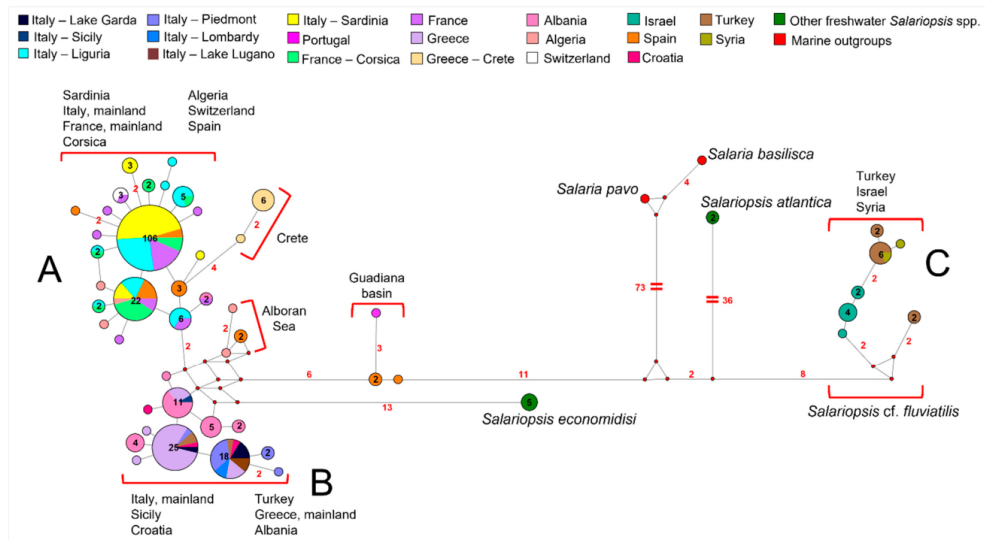 Italy – Lake Garda
Italy – Sicily
Italy – Liguria
Italy – Piedmont
Italy – Lombardy
Italy – Lake Lugano
Italy – Sardinia
Portugal
France – Corsica
France
Greece
Greece – Crete
Albania
Algeria
Switzerland
Israel
Spain
Croatia
Turkey
Syria
Other freshwater Salariopsis spp.
Marine outgroups
Sardinia
Italy, mainland
France, mainland
Corsica
Algeria
Switzerland
Spain
A
3
2
2
3
5
2
106
2
2
22
2
3
6
2
2
4
2
6
Crete
Alboran
Sea
2
2
Guadiana
basin
3
2
6
11
13
5
Salariopsis economidisi
11
5
2
4
25
18
2
2
B
Italy, mainland
Sicily
Croatia
Turkey
Greece, mainland
Albania
Salaria basilisca
4
Salaria pavo
Salariopsis atlantica
2
73
36
2
8
Turkey
Israel
Syria
C
2
6
2
2
4
2
2
2
Salariopsis cf. fluviatilis